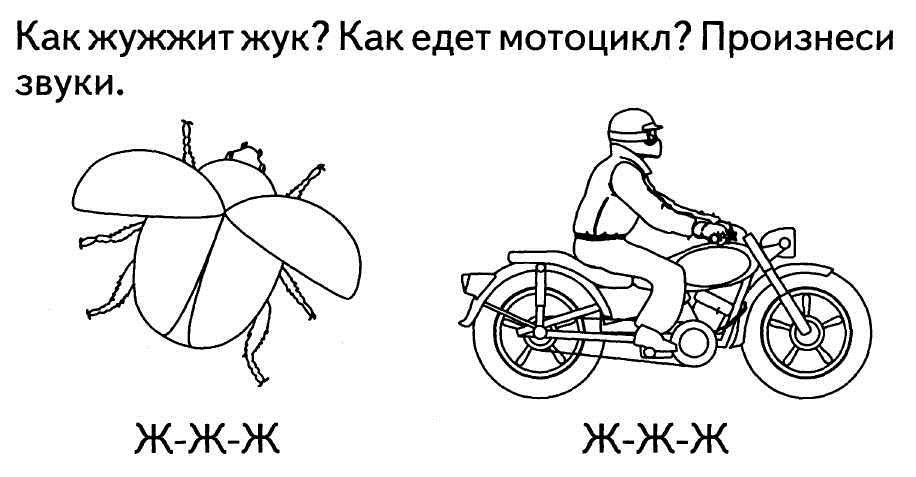 Как жужжит жук? Как едет мотоцикл? Произнеси
звуки.
Ж-Ж-Ж
Ж-Ж-Ж